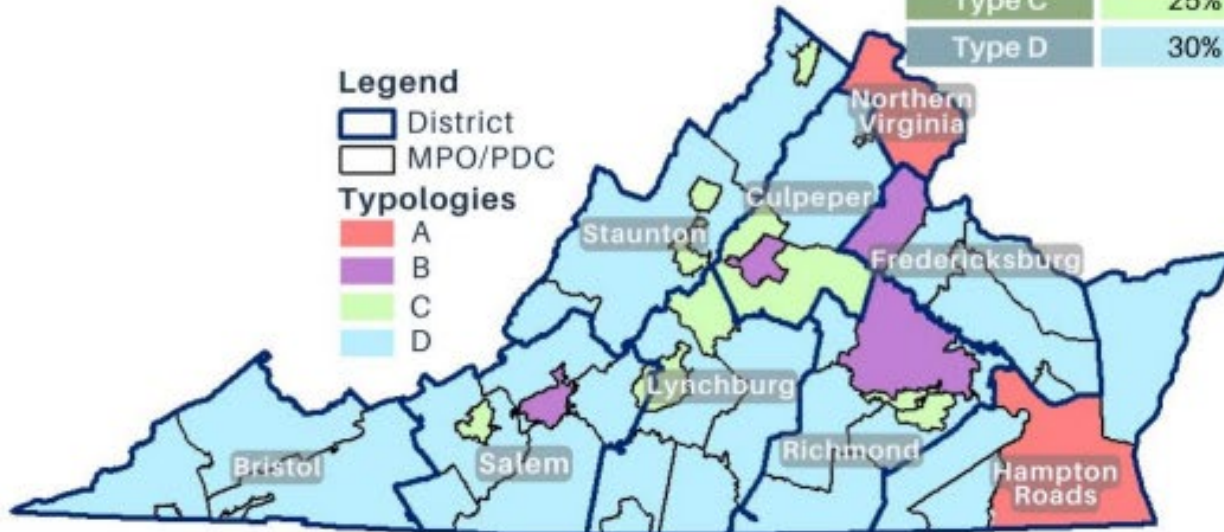 Type C 25%
Type D 30%
Legend
District
MPO/PDC
Typologies
A
B
C
D
Northern
Virginia
Culpeper
Staunton
Fredericksburg
Lynchburg
Richmond
Bristol
Salem
Hampton
Roads